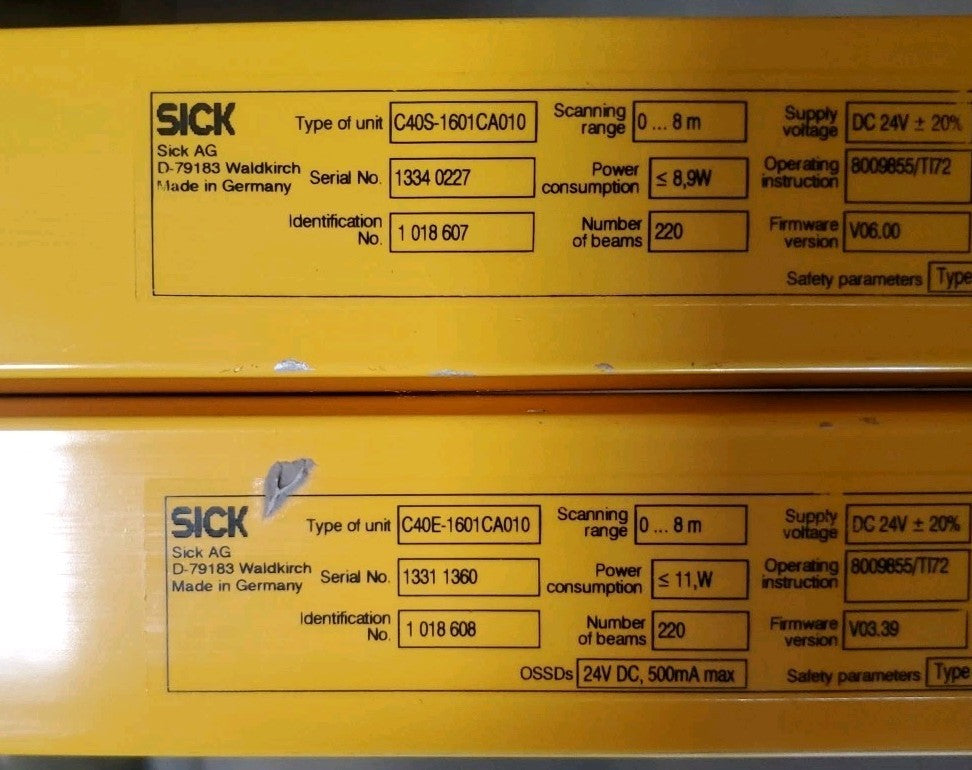 SICK
Sick AG
D-79183 Waldkirch
Made in Germany
Type of unit C40S-1601CA010
Serial No. 1334 0227
Identification No. 1 018 607
Scanning range 0 ... 8 m
Power consumption ≤ 8,9W
Number of beams 220
Supply voltage DC 24V ± 20%
Operating instruction 8009855/TI72
Firmware version V06.00
Safety parameters Type
SICK
Sick AG
D-79183 Waldkirch
Made in Germany
Type of unit C40E-1601CA010
Serial No. 1331 1360
Identification No. 1 018 608
Scanning range 0 ... 8 m
Power consumption ≤ 11,W
Number of beams 220
OSSDs 24V DC, 500mA max
Supply voltage DC 24V ± 20%
Operating instruction 8009855/TI72
Firmware version V03.39
Safety parameters Type